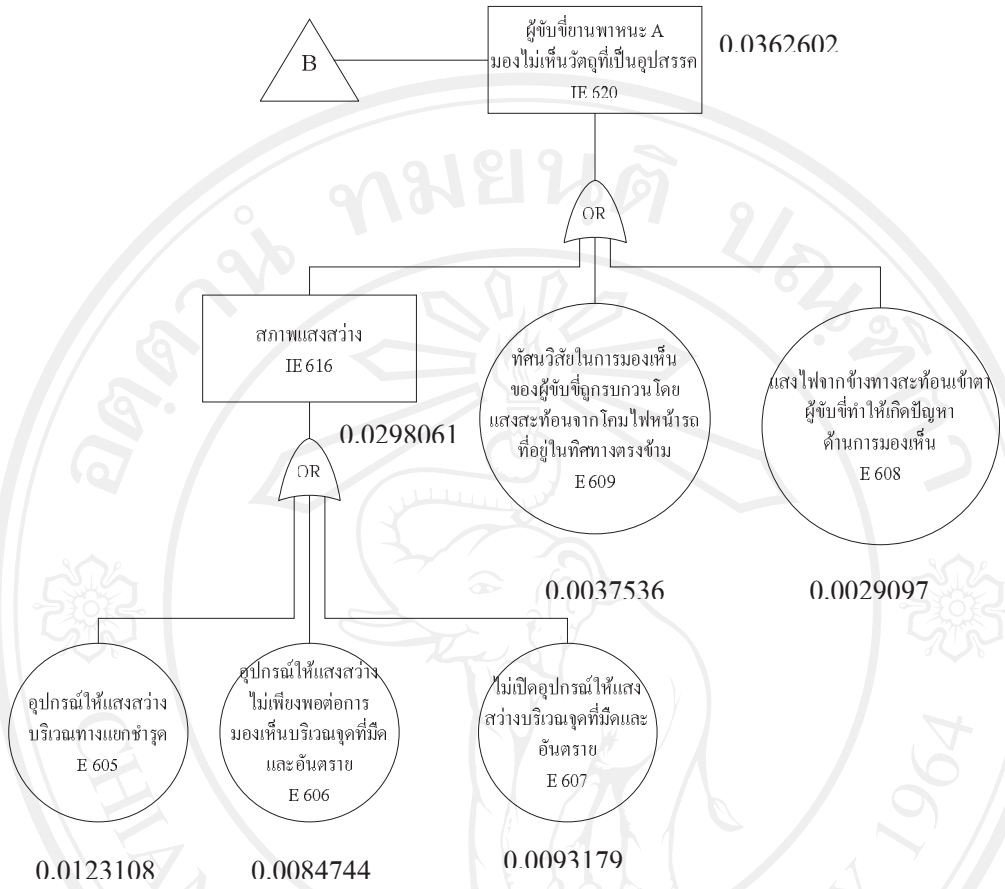 B
ผู้ขับขี่ยานพาหนะ A
มองไม่เห็นวัตถุที่เป็นอุปสรรค
IE 620
0.0362602
OR
สภาพแสงสว่าง
IE 616
0.0298061
OR
ทัศนวิสัยในการมองเห็น
ของผู้ขับขี่ถูกรบกวนโดย
แสงสะท้อนจากโคมไฟหน้ารถ
ที่อยู่ในทิศทางตรงข้าม
E 609
0.0037536
แสงไฟจากข้างทางสะท้อนเข้าตา
ผู้ขับขี่ทำให้เกิดปัญหา
ด้านการมองเห็น
E 608
0.0029097
อุปกรณ์ให้แสงสว่าง
บริเวณทางแยกชำรุด
E 605
0.0123108
อุปกรณ์ให้แสงสว่าง
ไม่เพียงพอต่อการ
มองเห็นบริเวณจุดที่มืด
และอันตราย
E 606
0.0084744
ไม่เปิดอุปกรณ์ให้แสง
สว่างบริเวณจุดที่มืดและ
อันตราย
E 607
0.0093179
อตฺตานํ ทมยนฺติ ปณฺฑิตา
1964